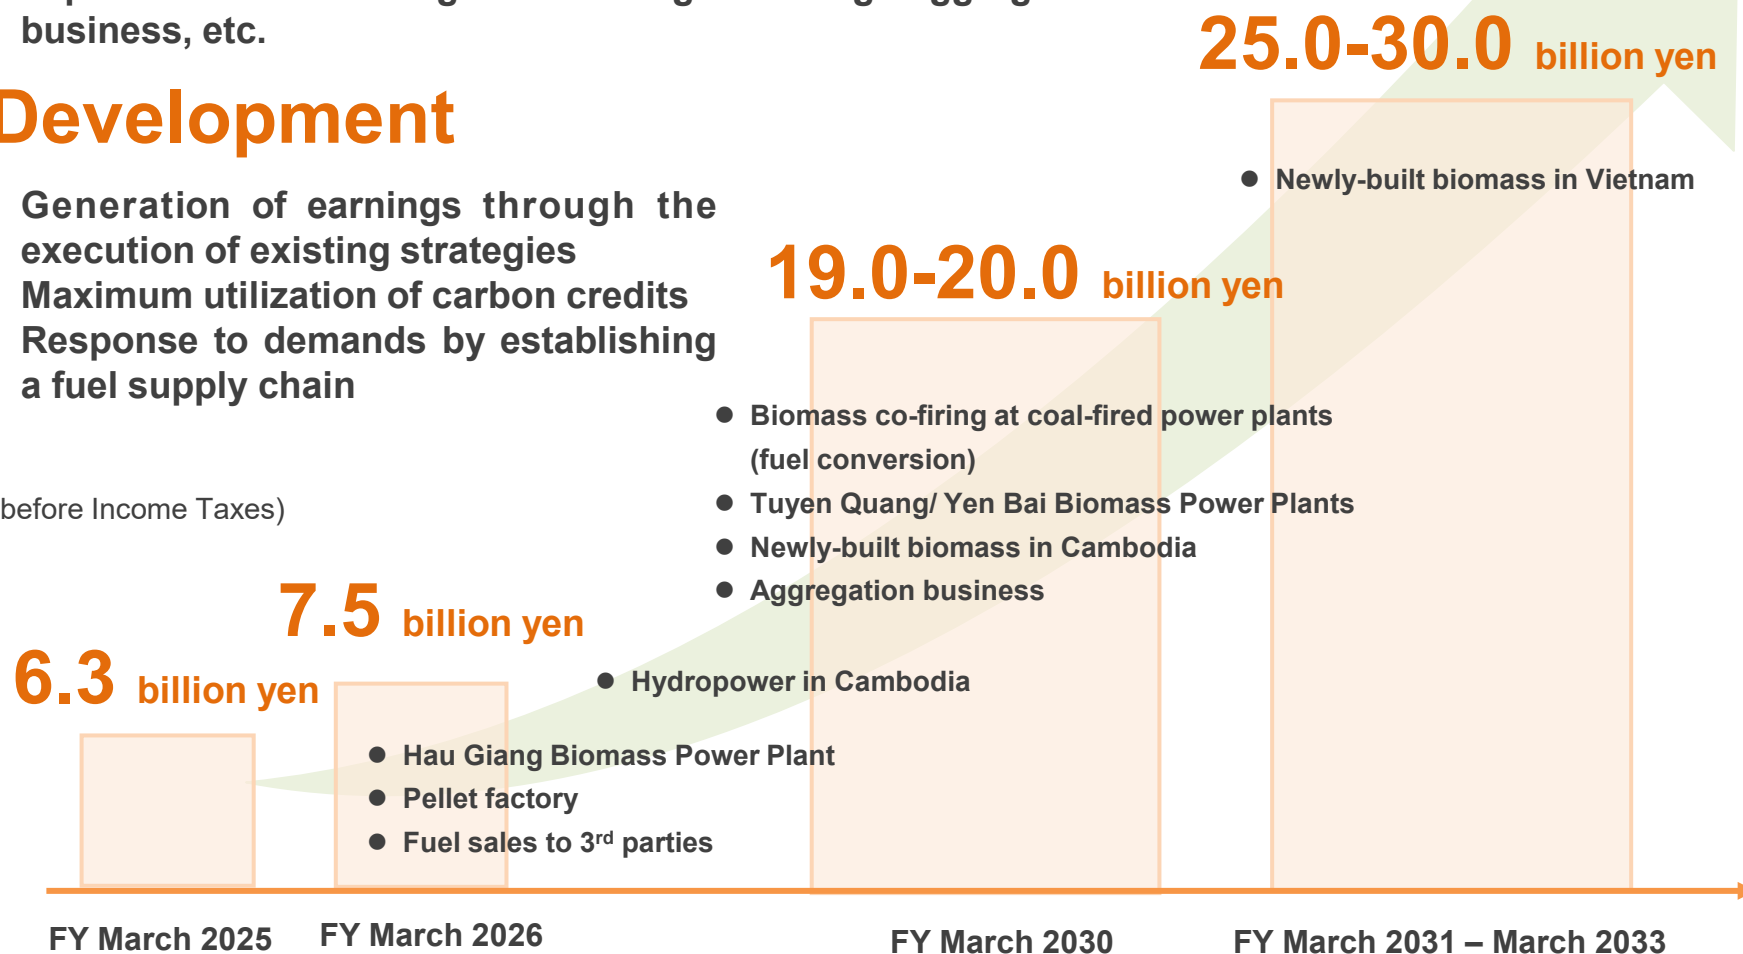 business, etc.
25.0-30.0 billion yen
Development
Generation of earnings through the
execution of existing strategies
Maximum utilization of carbon credits
Response to demands by establishing
a fuel supply chain
● Newly-built biomass in Vietnam
19.0-20.0 billion yen
● Biomass co-firing at coal-fired power plants
(fuel conversion)
● Tuyen Quang/ Yen Bai Biomass Power Plants
● Newly-built biomass in Cambodia
● Aggregation business
before Income Taxes)
7.5 billion yen
6.3 billion yen
● Hydropower in Cambodia
● Hau Giang Biomass Power Plant
● Pellet factory
● Fuel sales to 3rd parties
FY March 2025
FY March 2026
FY March 2030
FY March 2031 – March 2033